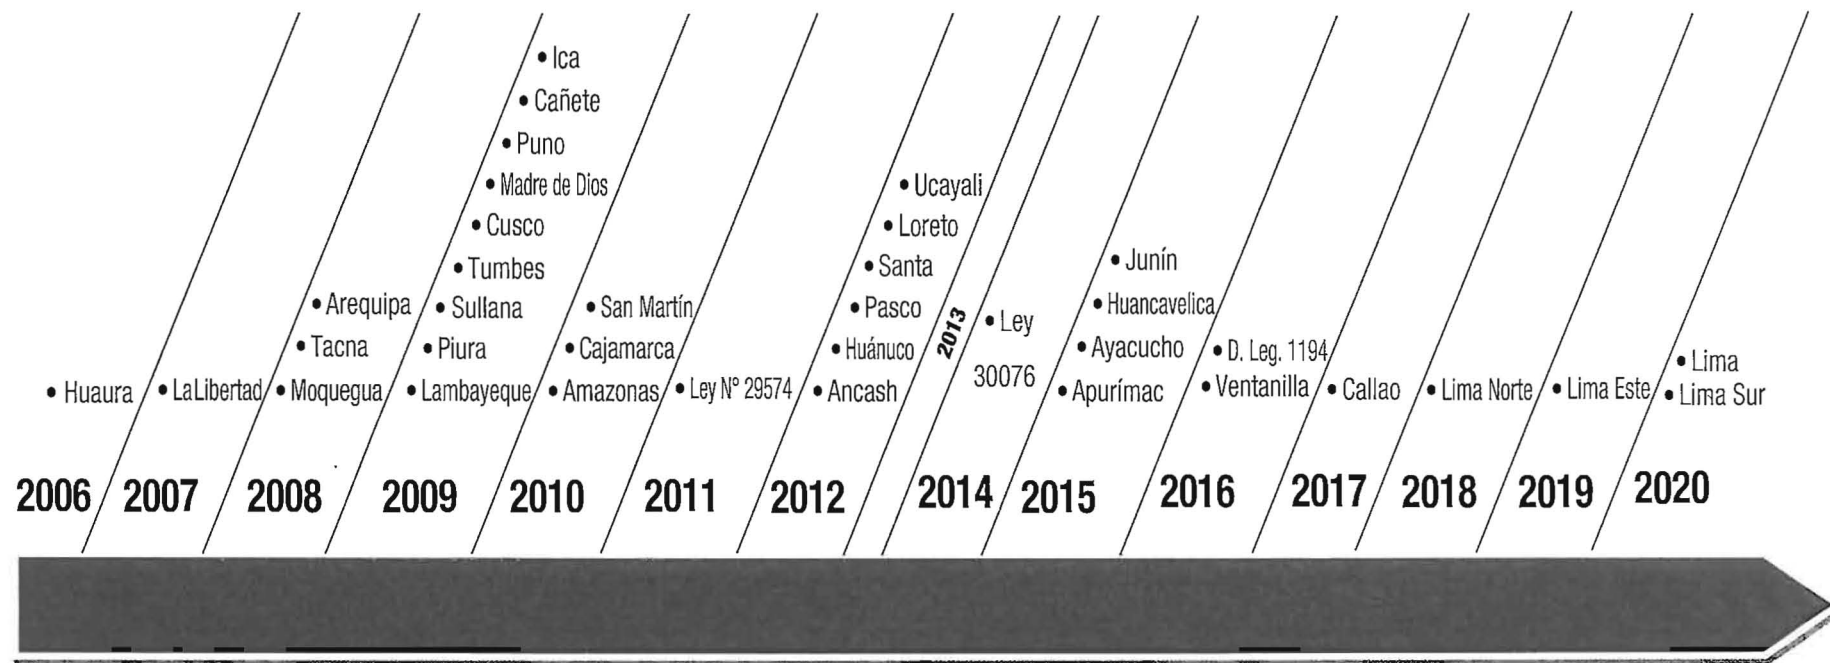 • Huaura
2006
• LaLibertad
2007
• Arequipa
• Tacna
• Moquegua
2008
• Ica
• Cañete
• Puno
• Madre de Dios
• Cusco
• Tumbes
• Sullana
• Piura
• Lambayeque
2009
• San Martín
• Cajamarca
• Amazonas
2010
• Ley Nº 29574
2011
• Ucayali
• Loreto
• Santa
• Pasco
• Huánuco
• Ancash
2012
2013
• Ley
30076
2014
• Junín
• Huancavelica
• Ayacucho
• Apurímac
2015
• D. Leg. 1194
• Ventanilla
2016
• Callao
2017
• Lima Norte
2018
• Lima Este
2019
• Lima
• Lima Sur
2020